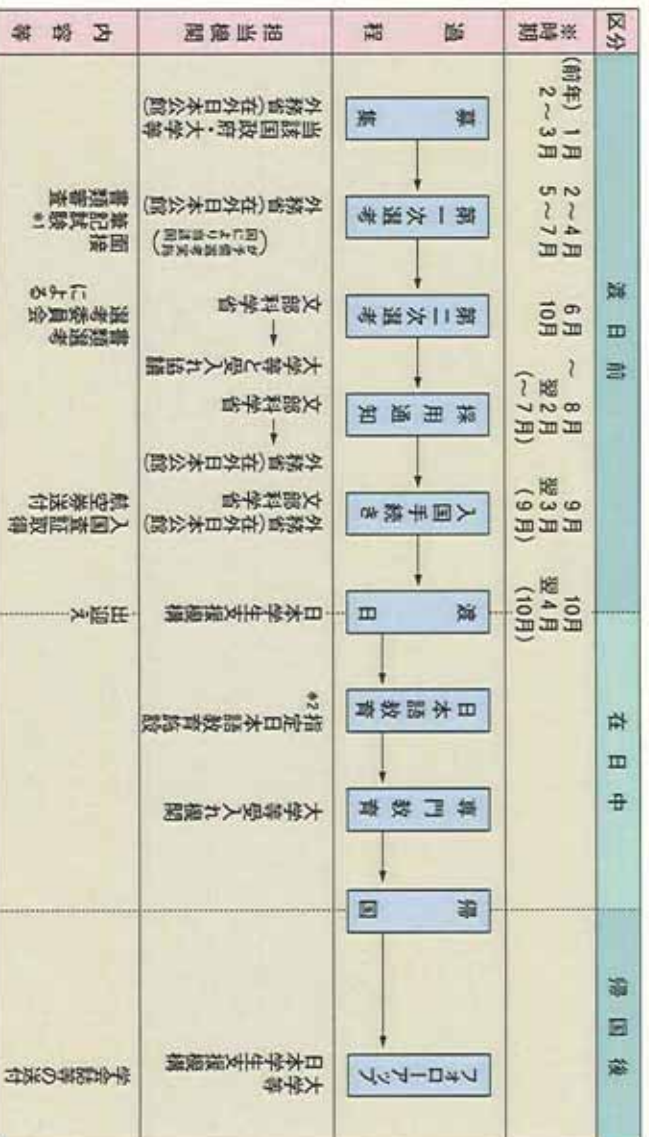 区分
※時期
過程
担当機関
内容等
渡日前
在日中
帰国後
(前年) 1月
2～3月
2～4月
5～7月
6月
10月
～ 8月
翌2月
(～7月)
9月
翌3月
(9月)
10月
翌4月
(10月)
募集
第一次選考
第二次選考
採用通知
入国手続き
渡日
日本語教育
専門教育
帰国
フォローアップ
当該国政府・大学等
外務省(在外日本公館)
外務省(在外日本公館)
(国により当該国
が予備選考実施)
文部科学省
大学等と受入れ協議
文部科学省
外務省(在外日本公館)
文部科学省
外務省(在外日本公館)
日本学生支援機構
*2 指定日本語教育施設
大学等受入れ機関
日本学生支援機構
大学等
書類審査
筆記試験*1
面接
書類選考
選考委員会
による
入国査証取得
航空券送付
出迎え
学会誌等の送付